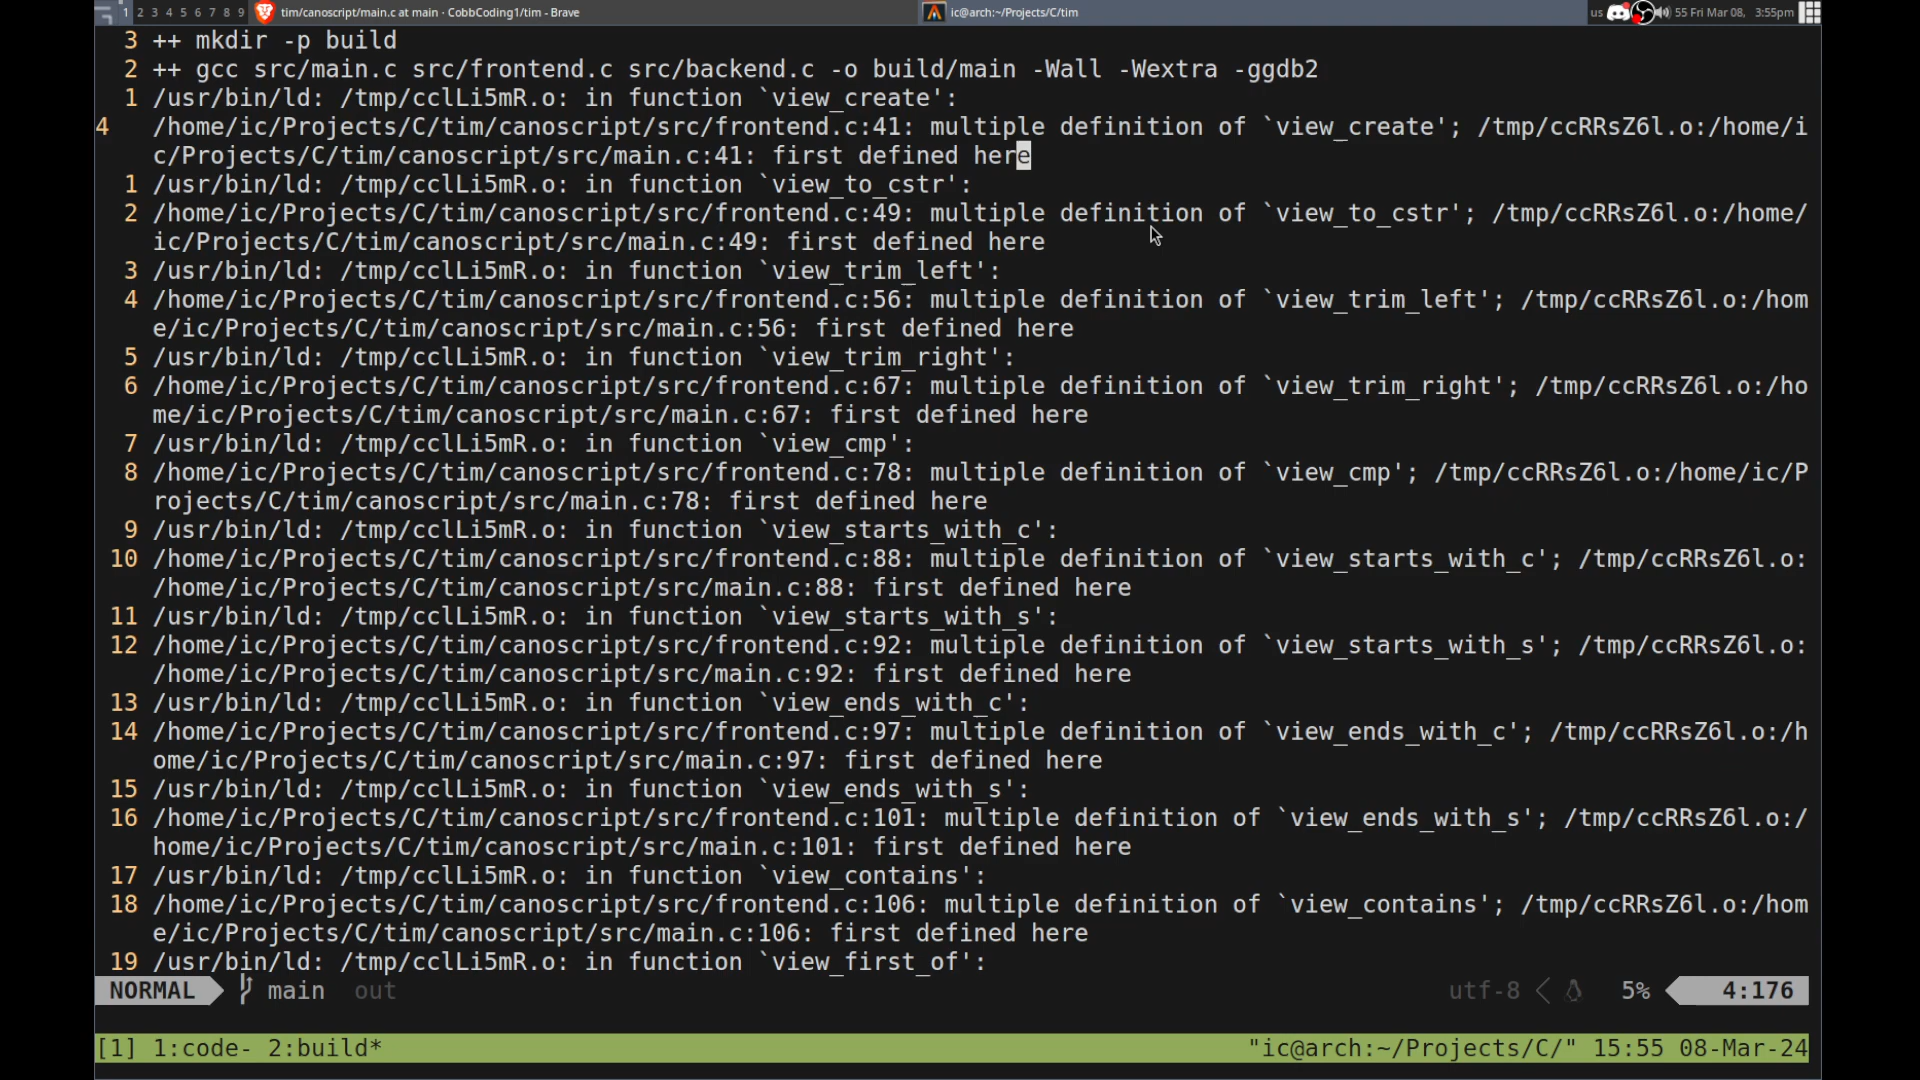 1 2 3 4 5 6 7 8 9 tim/canoscript/main.c at main · CobbCoding1/tim - Brave ic@arch:~/Projects/C/tim us 55 Fri Mar 08, 3:55pm
3 ++ mkdir -p build
2 ++ gcc src/main.c src/frontend.c src/backend.c -o build/main -Wall -Wextra -ggdb2
1 /usr/bin/ld: /tmp/cclLi5mR.o: in function `view_create':
4 /home/ic/Projects/C/tim/canoscript/src/frontend.c:41: multiple definition of `view_create'; /tmp/ccRRsZ6l.o:/home/i
c/Projects/C/tim/canoscript/src/main.c:41: first defined here
1 /usr/bin/ld: /tmp/cclLi5mR.o: in function `view_to_cstr':
2 /home/ic/Projects/C/tim/canoscript/src/frontend.c:49: multiple definition of `view_to_cstr'; /tmp/ccRRsZ6l.o:/home/
ic/Projects/C/tim/canoscript/src/main.c:49: first defined here
3 /usr/bin/ld: /tmp/cclLi5mR.o: in function `view_trim_left':
4 /home/ic/Projects/C/tim/canoscript/src/frontend.c:56: multiple definition of `view_trim_left'; /tmp/ccRRsZ6l.o:/hom
e/ic/Projects/C/tim/canoscript/src/main.c:56: first defined here
5 /usr/bin/ld: /tmp/cclLi5mR.o: in function `view_trim_right':
6 /home/ic/Projects/C/tim/canoscript/src/frontend.c:67: multiple definition of `view_trim_right'; /tmp/ccRRsZ6l.o:/ho
me/ic/Projects/C/tim/canoscript/src/main.c:67: first defined here
7 /usr/bin/ld: /tmp/cclLi5mR.o: in function `view_cmp':
8 /home/ic/Projects/C/tim/canoscript/src/frontend.c:78: multiple definition of `view_cmp'; /tmp/ccRRsZ6l.o:/home/ic/P
rojects/C/tim/canoscript/src/main.c:78: first defined here
9 /usr/bin/ld: /tmp/cclLi5mR.o: in function `view_starts_with_c':
10 /home/ic/Projects/C/tim/canoscript/src/frontend.c:88: multiple definition of `view_starts_with_c'; /tmp/ccRRsZ6l.o:
/home/ic/Projects/C/tim/canoscript/src/main.c:88: first defined here
11 /usr/bin/ld: /tmp/cclLi5mR.o: in function `view_starts_with_s':
12 /home/ic/Projects/C/tim/canoscript/src/frontend.c:92: multiple definition of `view_starts_with_s'; /tmp/ccRRsZ6l.o:
/home/ic/Projects/C/tim/canoscript/src/main.c:92: first defined here
13 /usr/bin/ld: /tmp/cclLi5mR.o: in function `view_ends_with_c':
14 /home/ic/Projects/C/tim/canoscript/src/frontend.c:97: multiple definition of `view_ends_with_c'; /tmp/ccRRsZ6l.o:/h
ome/ic/Projects/C/tim/canoscript/src/main.c:97: first defined here
15 /usr/bin/ld: /tmp/cclLi5mR.o: in function `view_ends_with_s':
16 /home/ic/Projects/C/tim/canoscript/src/frontend.c:101: multiple definition of `view_ends_with_s'; /tmp/ccRRsZ6l.o:/
home/ic/Projects/C/tim/canoscript/src/main.c:101: first defined here
17 /usr/bin/ld: /tmp/cclLi5mR.o: in function `view_contains':
18 /home/ic/Projects/C/tim/canoscript/src/frontend.c:106: multiple definition of `view_contains'; /tmp/ccRRsZ6l.o:/hom
e/ic/Projects/C/tim/canoscript/src/main.c:106: first defined here
19 /usr/bin/ld: /tmp/cclLi5mR.o: in function `view_first_of':
NORMAL main out utf-8 5% 4:176
[1] 1:code- 2:build* "ic@arch:~/Projects/C/" 15:55 08-Mar-24